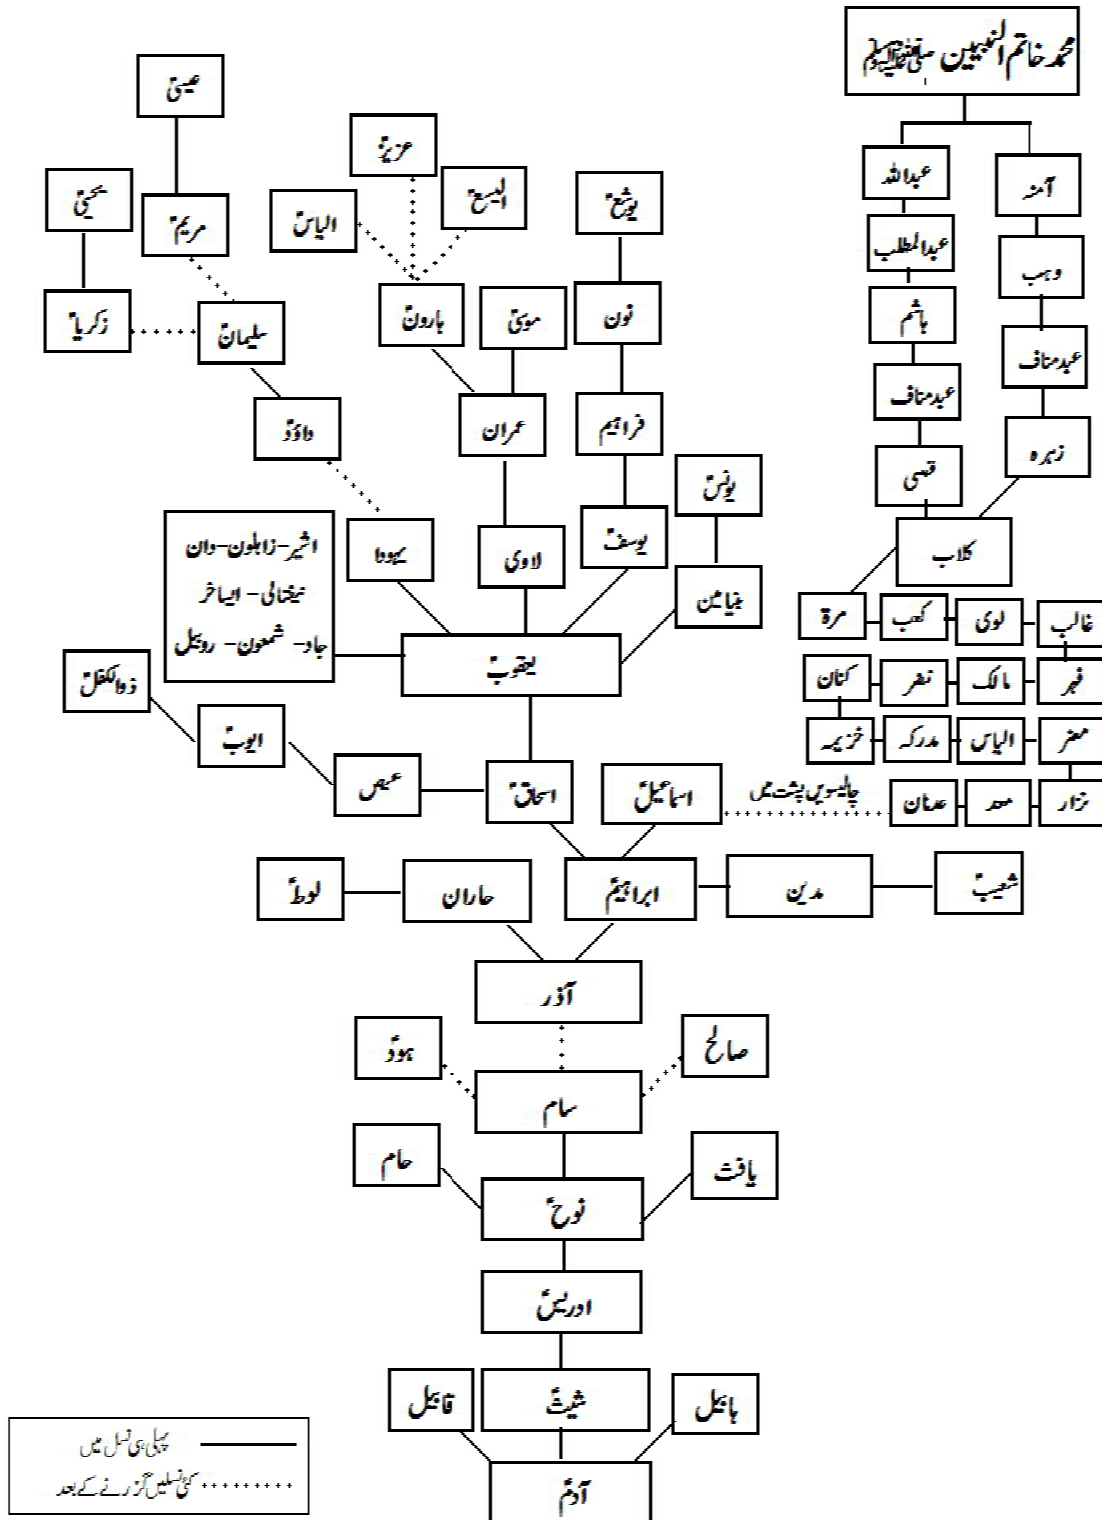 محمد خاتم النبیین صلی اللہ علیہ وسلم
عیسیٰؑ
عزیرؑ
عبداللہ
آمنہ
یحییٰؑ
مریمؑ
الیاسؑ
الیسعؑ
یوشعؑ
عبدالمطلب
وہب
زکریاؑ
سلیمانؑ
ہارونؑ
موسیٰؑ
نون
ہاشم
عبدمناف
داؤدؑ
عمران
فراہیم
عبدمناف
زہرہ
یونسؑ
قصی
اشیر-زابلون-دان
نیفتالی-ایساخر
جاد-شمعون-روبیل
یہودا
لاوی
یوسفؑ
بنیامین
کلاب
مرۃ
کعب
لوی
غالب
یعقوبؑ
ذوالکفلؑ
کنان
نضر
مالک
فہر
ایوبؑ
خزیمہ
مدرکہ
الیاس
مضر
عیص
اسحاقؑ
اسماعیلؑ
چالیسویں پشت میں
عدنان
معد
نزار
لوطؑ
حاران
ابراہیمؑ
مدین
شعیبؑ
آذر
ہودؑ
صالحؑ
سام
حام
یافت
نوحؑ
ادریسؑ
قابیل
شیثؑ
ہابیل
آدمؑ
پہلی ہی نسل میں
کئی نسلیں گزرنے کے بعد